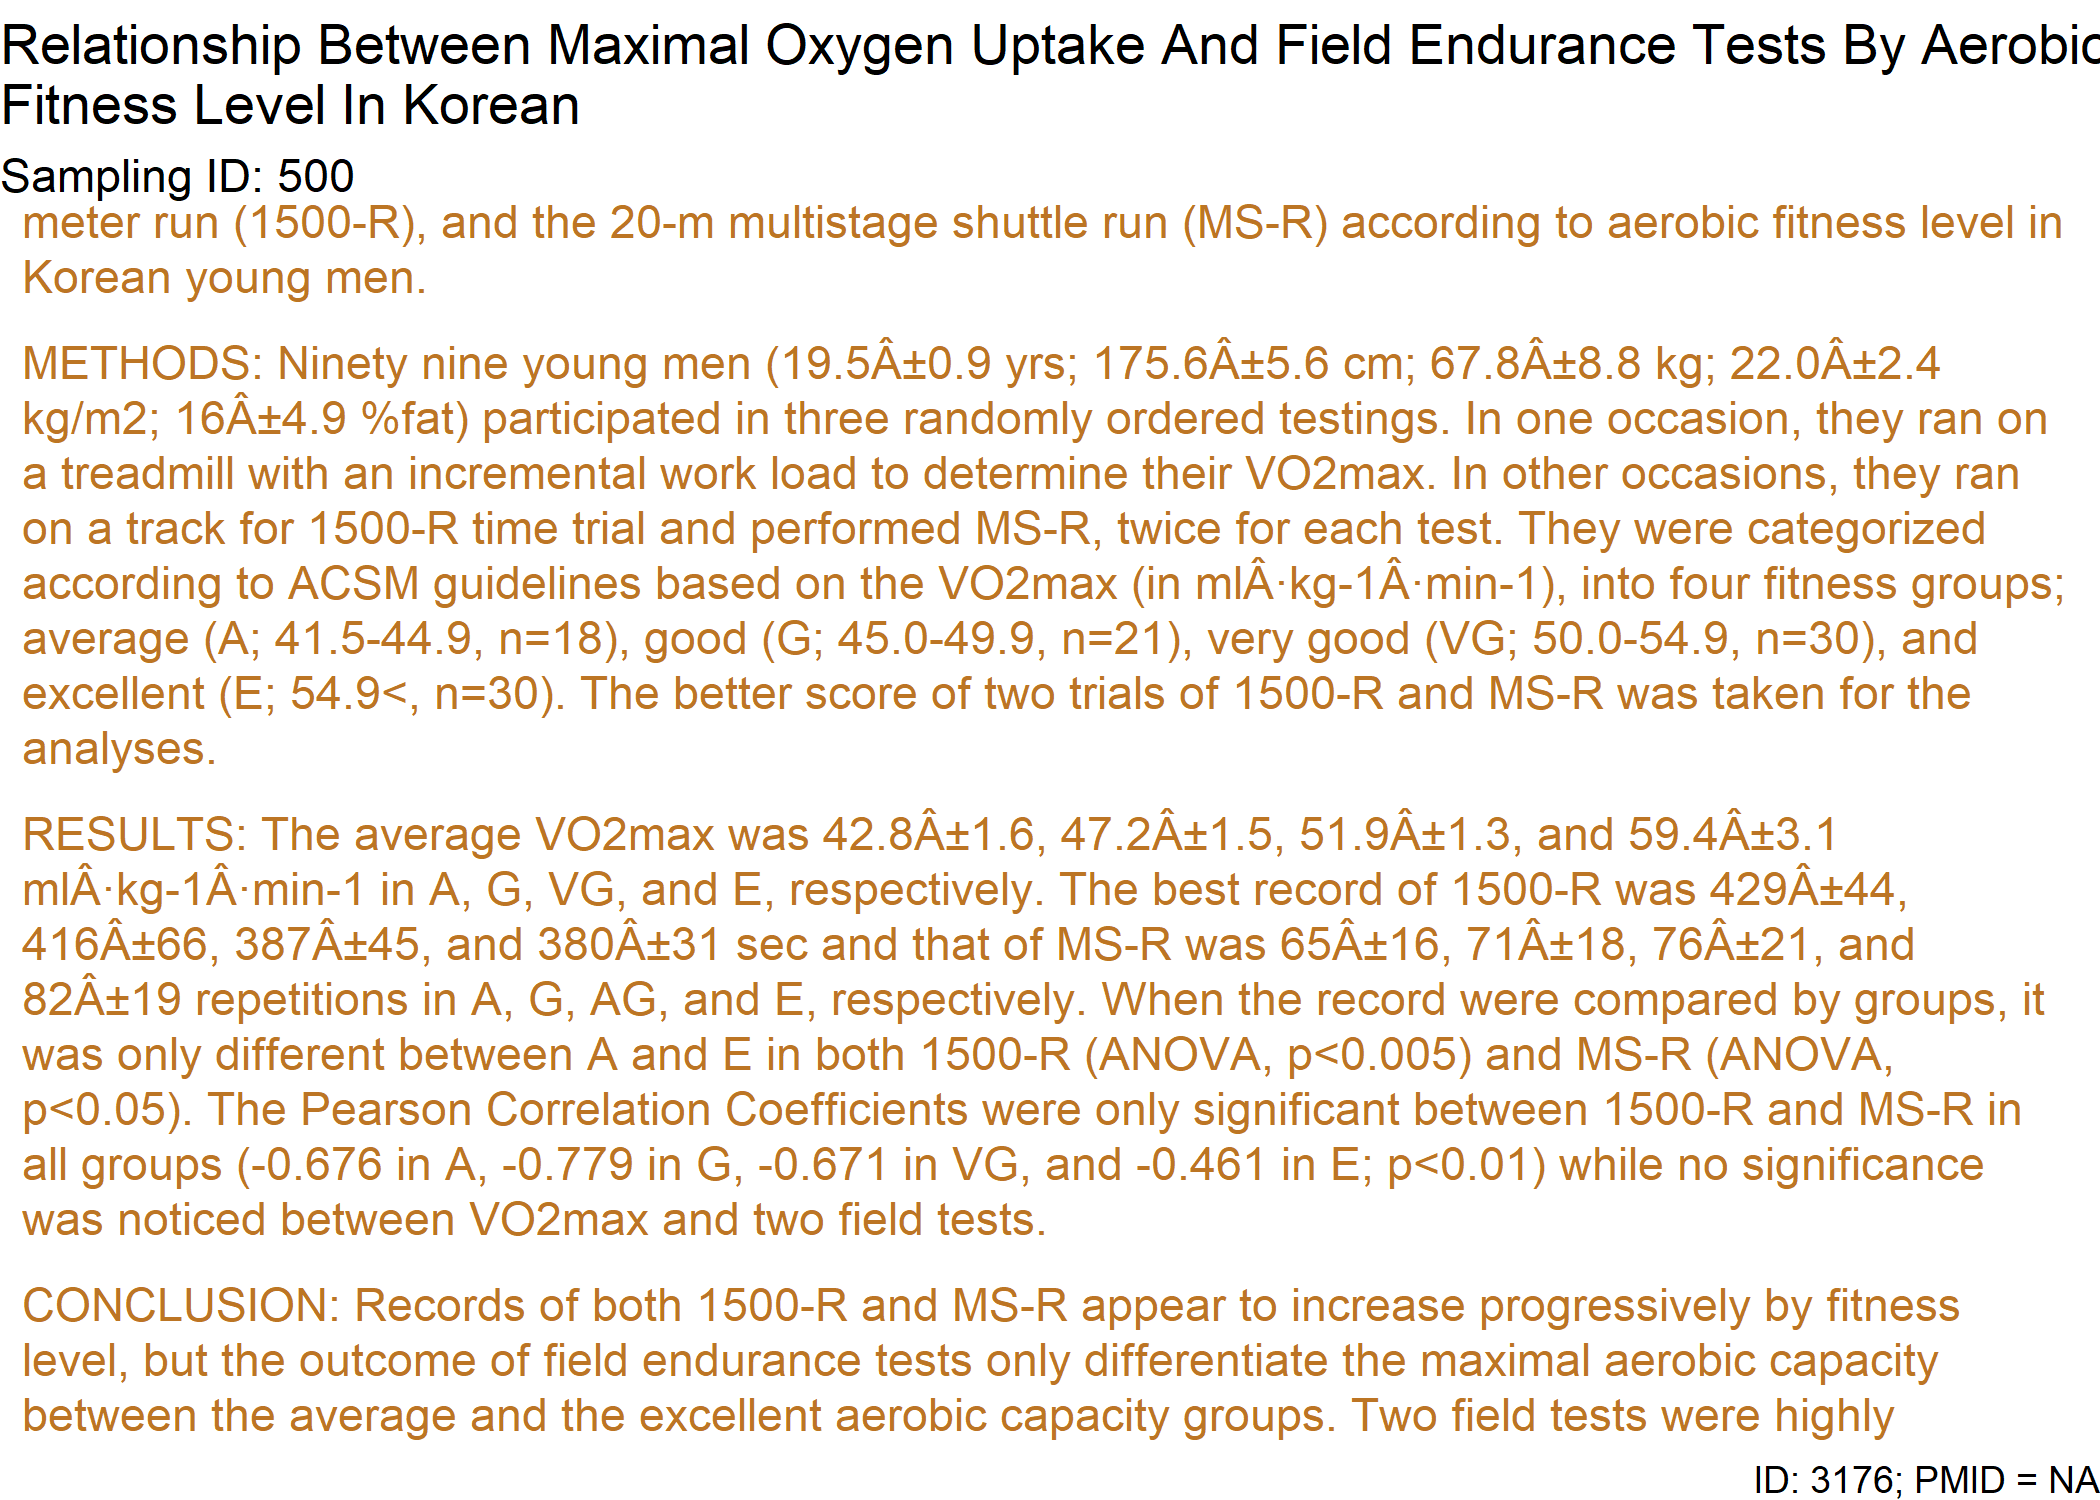 Relationship Between Maximal Oxygen Uptake And Field Endurance Tests By Aerobic
Fitness Level In Korean
Sampling ID: 500
meter run (1500-R), and the 20-m multistage shuttle run (MS-R) according to aerobic fitness level in
Korean young men.
METHODS: Ninety nine young men (19.5Â±0.9 yrs; 175.6Â±5.6 cm; 67.8Â±8.8 kg; 22.0Â±2.4
kg/m2; 16Â±4.9 %fat) participated in three randomly ordered testings. In one occasion, they ran on
a treadmill with an incremental work load to determine their VO2max. In other occasions, they ran
on a track for 1500-R time trial and performed MS-R, twice for each test. They were categorized
according to ACSM guidelines based on the VO2max (in mlÂ·kg-1Â·min-1), into four fitness groups;
average (A; 41.5-44.9, n=18), good (G; 45.0-49.9, n=21), very good (VG; 50.0-54.9, n=30), and
excellent (E; 54.9<, n=30). The better score of two trials of 1500-R and MS-R was taken for the
analyses.
RESULTS: The average VO2max was 42.8Â±1.6, 47.2Â±1.5, 51.9Â±1.3, and 59.4Â±3.1
mlÂ·kg-1Â·min-1 in A, G, VG, and E, respectively. The best record of 1500-R was 429Â±44,
416Â±66, 387Â±45, and 380Â±31 sec and that of MS-R was 65Â±16, 71Â±18, 76Â±21, and
82Â±19 repetitions in A, G, AG, and E, respectively. When the record were compared by groups, it
was only different between A and E in both 1500-R (ANOVA, p<0.005) and MS-R (ANOVA,
p<0.05). The Pearson Correlation Coefficients were only significant between 1500-R and MS-R in
all groups (-0.676 in A, -0.779 in G, -0.671 in VG, and -0.461 in E; p<0.01) while no significance
was noticed between VO2max and two field tests.
CONCLUSION: Records of both 1500-R and MS-R appear to increase progressively by fitness
level, but the outcome of field endurance tests only differentiate the maximal aerobic capacity
between the average and the excellent aerobic capacity groups. Two field tests were highly
ID: 3176; PMID = NA